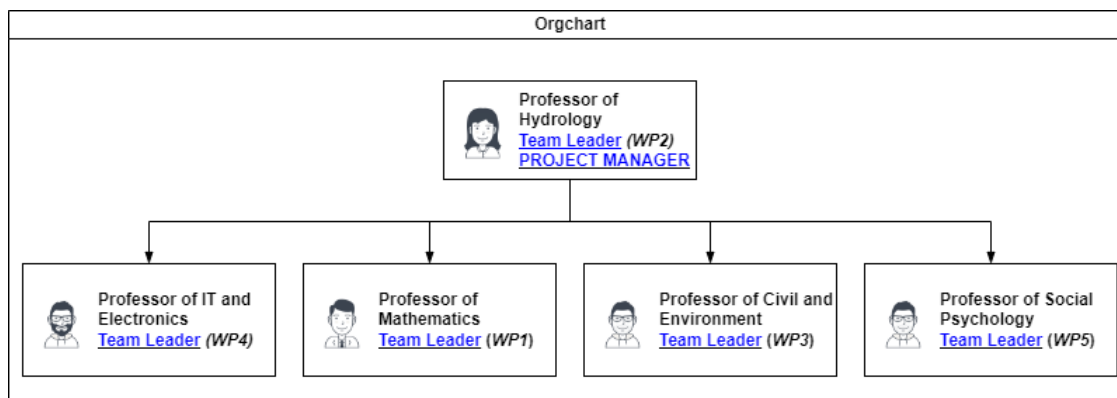 Orgchart
Professor of
Hydrology
Team Leader (WP2)
PROJECT MANAGER
Professor of IT and
Electronics
Team Leader (WP4)
Professor of
Mathematics
Team Leader (WP1)
Professor of Civil and
Environment
Team Leader (WP3)
Professor of Social
Psychology
Team Leader (WP5)